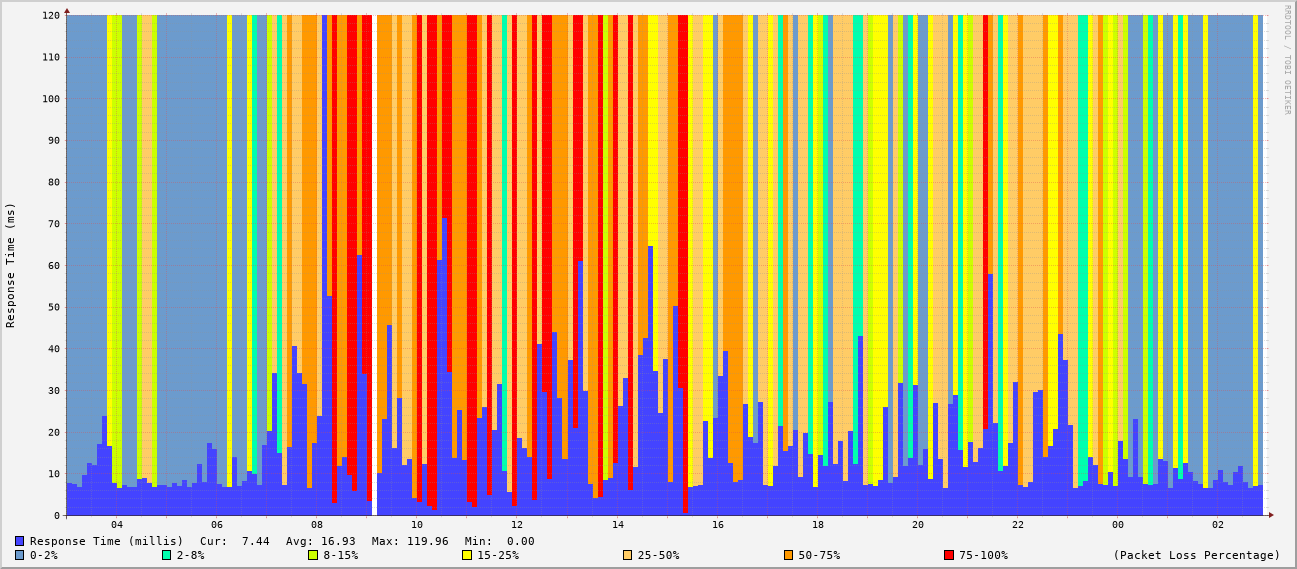 RRDTOOL / TOBI OETIKER
Response Time (ms)
120
110
100
90
80
70
60
50
40
30
20
10
0
04 06 08 10 12 14 16 18 20 22 00 02
Response Time (millis) Cur: 7.44 Avg: 16.93 Max: 119.96 Min: 0.00
0-2% 2-8% 8-15% 15-25% 25-50% 50-75% 75-100% (Packet Loss Percentage)